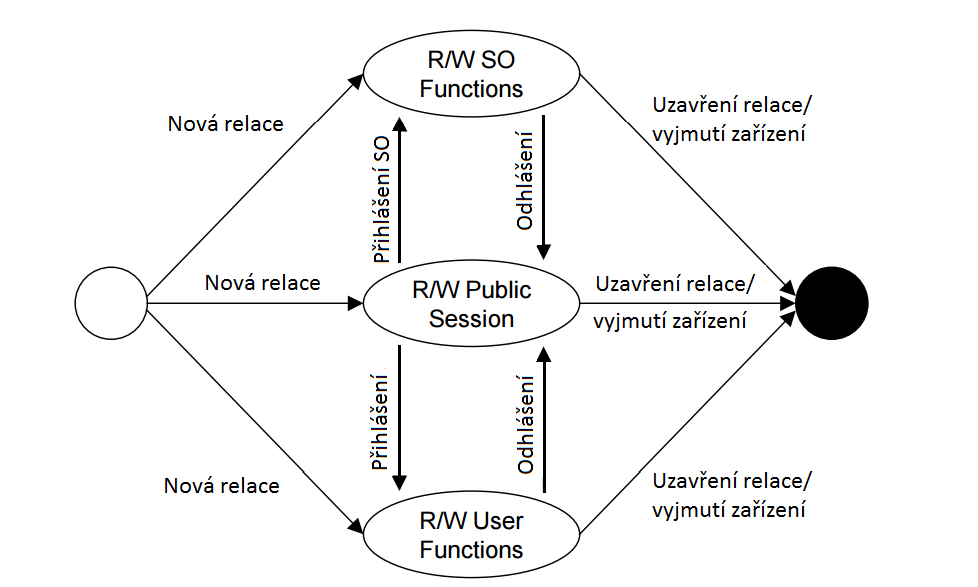 R/W SO
Functions
Nová relace
Uzavření relace/
vyjmutí zařízení
Přihlášení SO
Odhlášení
Nová relace
R/W Public
Session
Uzavření relace/
vyjmutí zařízení
Přihlášení
Odhlášení
Nová relace
Uzavření relace/
vyjmutí zařízení
R/W User
Functions